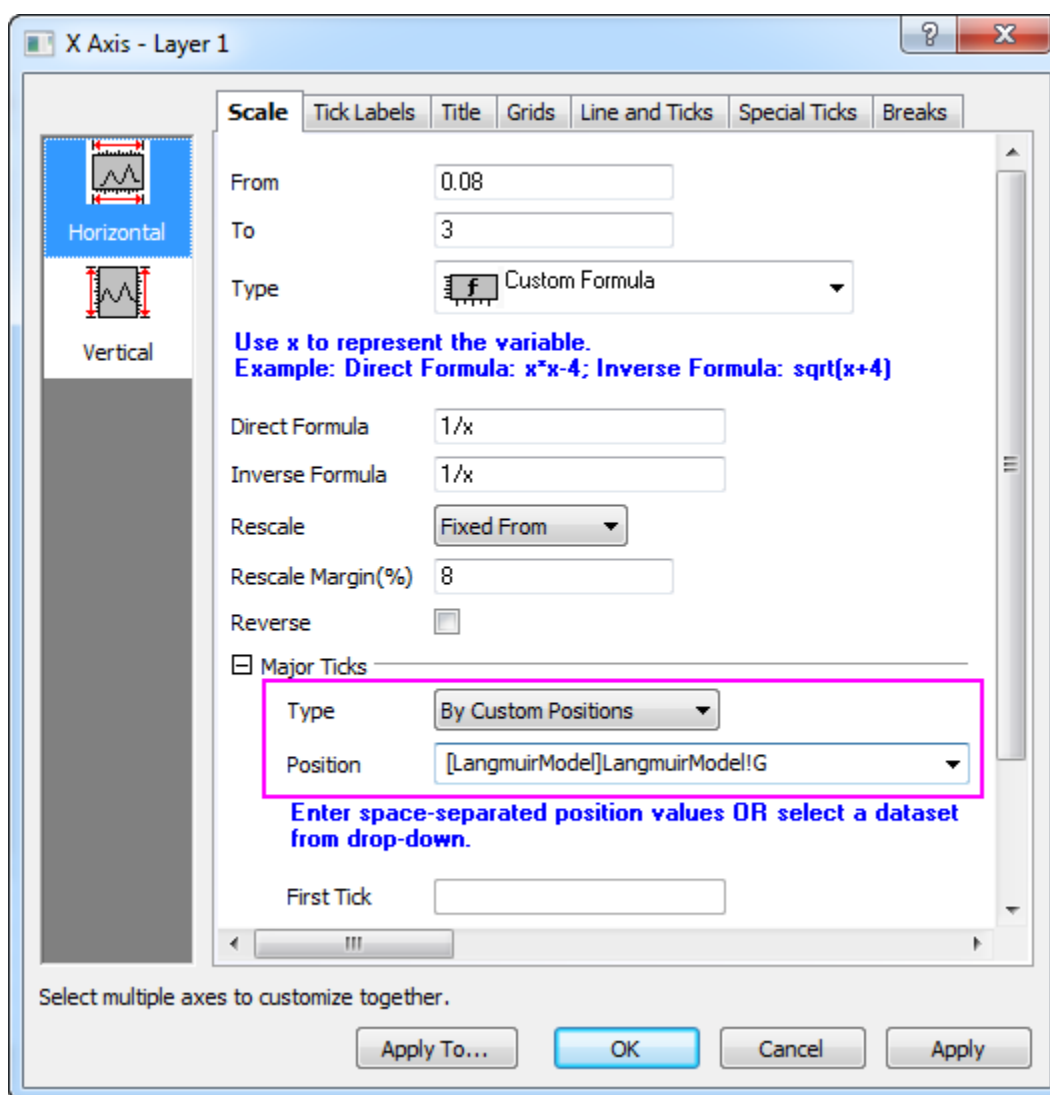 X Axis - Layer 1
Scale Tick Labels Title Grids Line and Ticks Special Ticks Breaks
Horizontal
Vertical
From 0.08
To 3
Type Custom Formula
Use x to represent the variable.
Example: Direct Formula: x*x-4; Inverse Formula: sqrt(x+4)
Direct Formula 1/x
Inverse Formula 1/x
Rescale Fixed From
Rescale Margin(%) 8
Reverse
Major Ticks
Type By Custom Positions
Position [LangmuirModel]LangmuirModel!G
Enter space-separated position values OR select a dataset
from drop-down.
First Tick
Select multiple axes to customize together.
Apply To... OK Cancel Apply